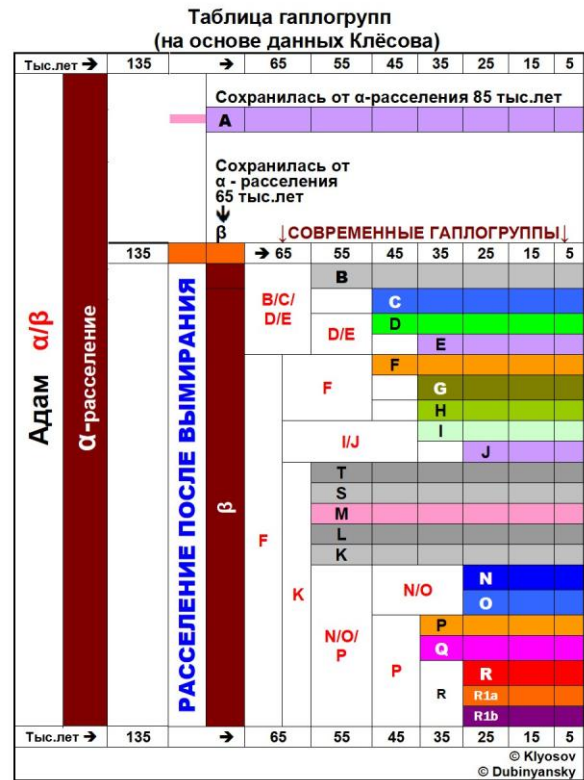 Таблица гаплогрупп
(на основе данных Клёсова)
Тыс.лет → 135 → 65 55 45 35 25 15 5
Сохранилась от α-расселения 85 тыс.лет
A
Сохранилась от
α - расселения
65 тыс.лет
↓
β
↓СОВРЕМЕННЫЕ ГАПЛОГРУППЫ↓
135 → 65 55 45 35 25 15 5
Адам α/β
α-расселение
РАССЕЛЕНИЕ ПОСЛЕ ВЫМИРАНИЯ
β
B/C/
D/E
B
C
D/E
D
E
F
F
F
G
H
I/J
I
J
K
T
S
M
L
K
N/O/
P
N/O
N
O
P
P
Q
R
R
R1a
R1b
Тыс.лет → 135 → 65 55 45 35 25 15 5
© Klyosov
© Dubinyansky